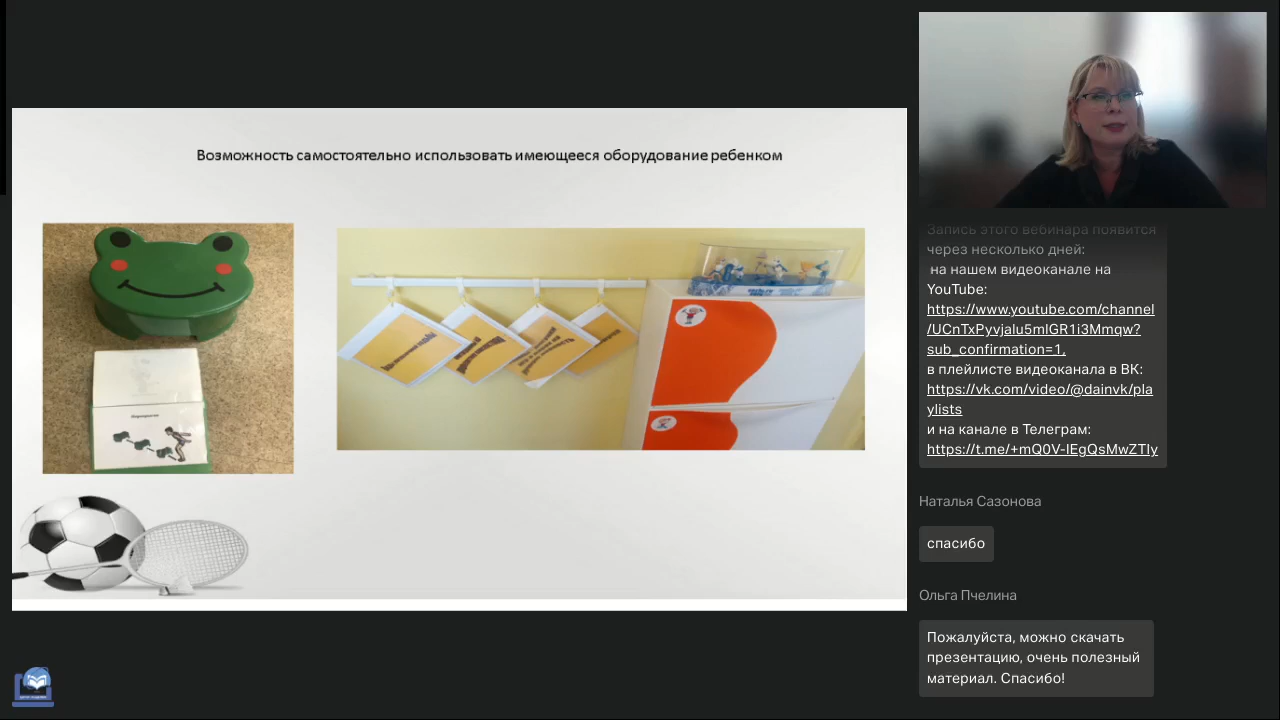 Возможность самостоятельно использовать имеющееся оборудование ребенком
Запись этого вебинара появится
через несколько дней:
на нашем видеоканале на
YouTube:
https://www.youtube.com/channel
/UCnTxPyvjalu5mlGR1i3Mmqw?
sub_confirmation=1,
в плейлисте видеоканала в ВК:
https://vk.com/video/@dainvk/pla
ylists
и на канале в Телеграм:
https://t.me/+mQ0V-IEgQsMwZTIy
Наталья Сазонова
спасибо
Ольга Пчелина
Пожалуйста, можно скачать
презентацию, очень полезный
материал. Спасибо!